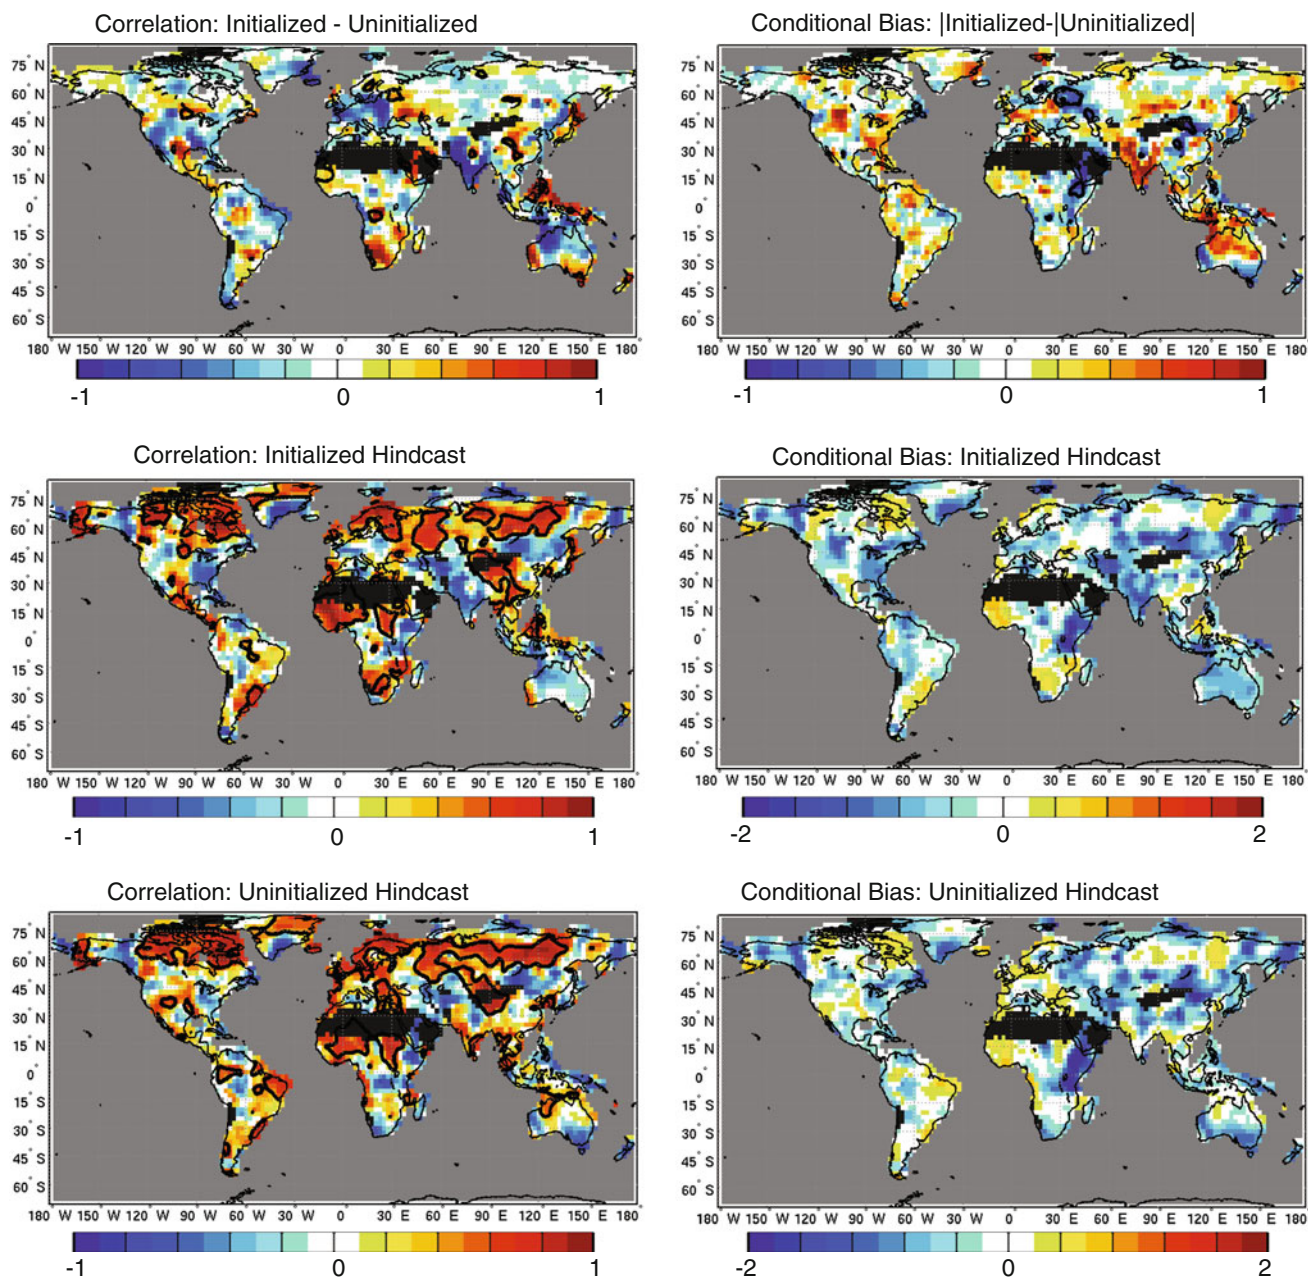 Correlation: Initialized - Uninitialized
75° N
60° N
45° N
30° N
15° N
0°
15° S
30° S
45° S
60° S
180 W 150 120 90 60 W 30 0 30 E 60 90 E 120 150 E 180
-1 0 1
Conditional Bias: |Initialized-|Uninitialized|
75° N
60° N
45° N
30° N
15° N
0°
15° S
30° S
45° S
60° S
180 W 150 120 W 90 60 W 30 0 30 E 60 E 90 E 120 150 E 180
-1 0 1
Correlation: Initialized Hindcast
75° N
60° N
45° N
30° N
15° N
0°
15° S
30° S
45° S
60° S
180 W 150 120 W 90 60 W 30 0 30 E 60 90 E 120 150 E 180
-1 0 1
Conditional Bias: Initialized Hindcast
75° N
60° N
45° N
30° N
15° N
0°
15° S
30° S
45° S
60° S
180 W 150 W 120 W 90 W 60 W 30 0 30 E 60 E 90 E 120 150 E 180
-2 0 2
Correlation: Uninitialized Hindcast
75° N
60° N
45° N
30° N
15° N
0°
15° S
30° S
45° S
60° S
180 W 150 120 W 90 60 W 30 0 30 E 60 90 E 120 150 E 180
-1 0 1
Conditional Bias: Uninitialized Hindcast
75° N
60° N
45° N
30° N
15° N
0°
15° S
30° S
45° S
60° S
180 W 150 W 120 W 90 W 60 W 30 0 30 E 60 E 90 E 120 150 E 180
-2 0 2